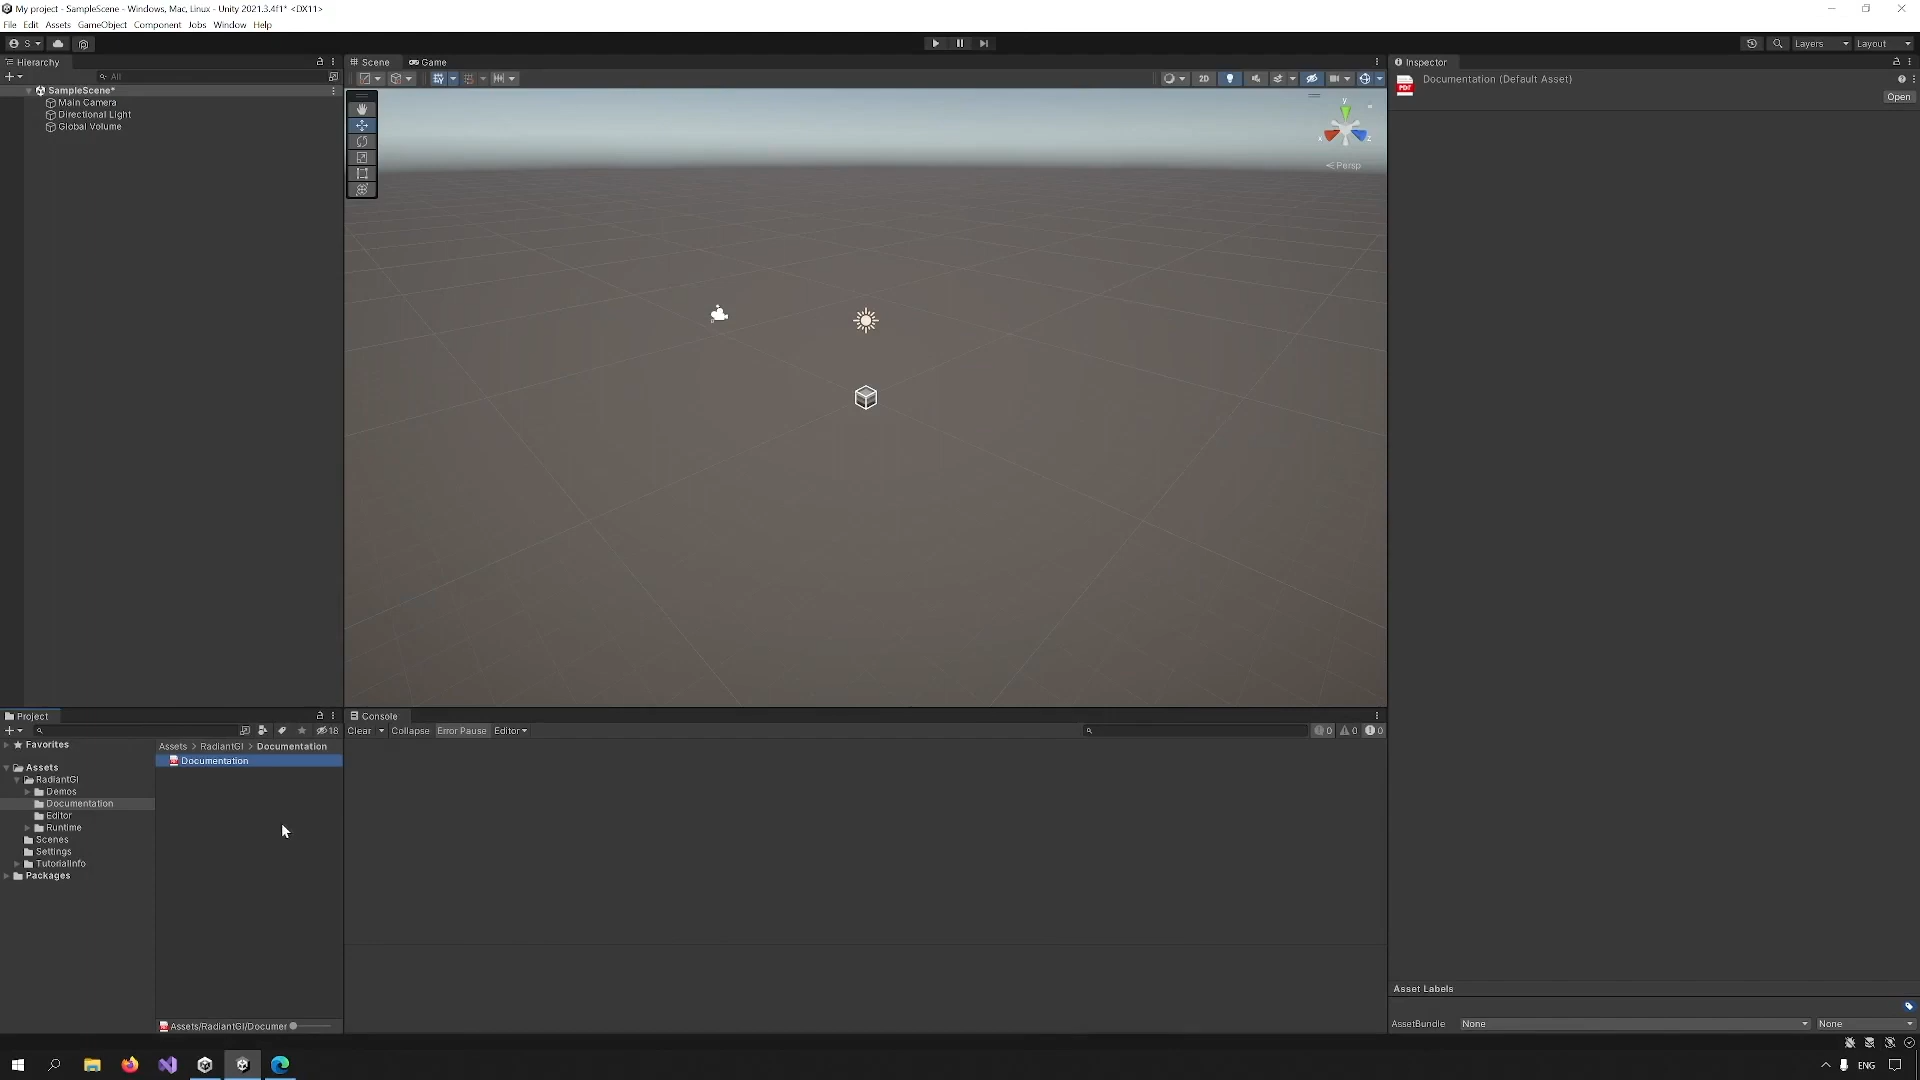 My project - SampleScene - Windows, Mac, Linux - Unity 2021.3.4f1* <DX11>
File Edit Assets GameObject Component Jobs Window Help
S Layers Layout
Hierarchy Scene Game Inspector
All 2D
SampleScene*
Main Camera
Directional Light
Global Volume
Documentation (Default Asset)
PDF
Open
y
x z
Persp
Project Console
18 Clear Collapse Error Pause Editor 0 0 0
Favorites
Assets > RadiantGI > Documentation
Documentation
Assets
RadiantGI
Demos
Documentation
Editor
Runtime
Scenes
Settings
TutorialInfo
Packages
Asset Labels
Assets/RadiantGI/Documer
AssetBundle None None
ENG